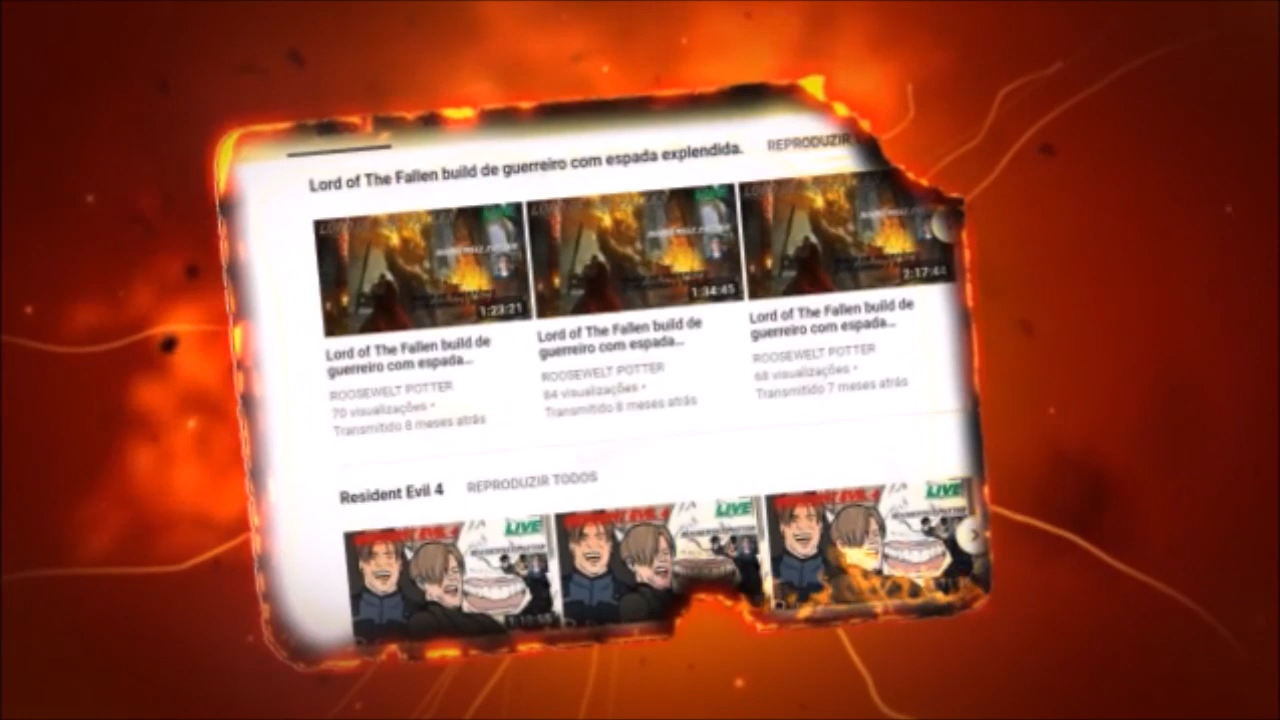 Lord of The Fallen build de guerreiro com espada explendida.
REPRODUZIR
1:23:21
1:34:45
2:17:44
Lord of The Fallen build de
guerreiro com espada...
ROOSEWELT POTTER
70 visualizações •
Transmitido 8 meses atrás
Lord of The Fallen build de
guerreiro com espada...
ROOSEWELT POTTER
84 visualizações •
Transmitido 8 meses atrás
Lord of The Fallen build de
guerreiro com espada...
ROOSEWELT POTTER
68 visualizações •
Transmitido 7 meses atrás
Resident Evil 4
REPRODUZIR TODOS
LIVE
LIVE
LIVE